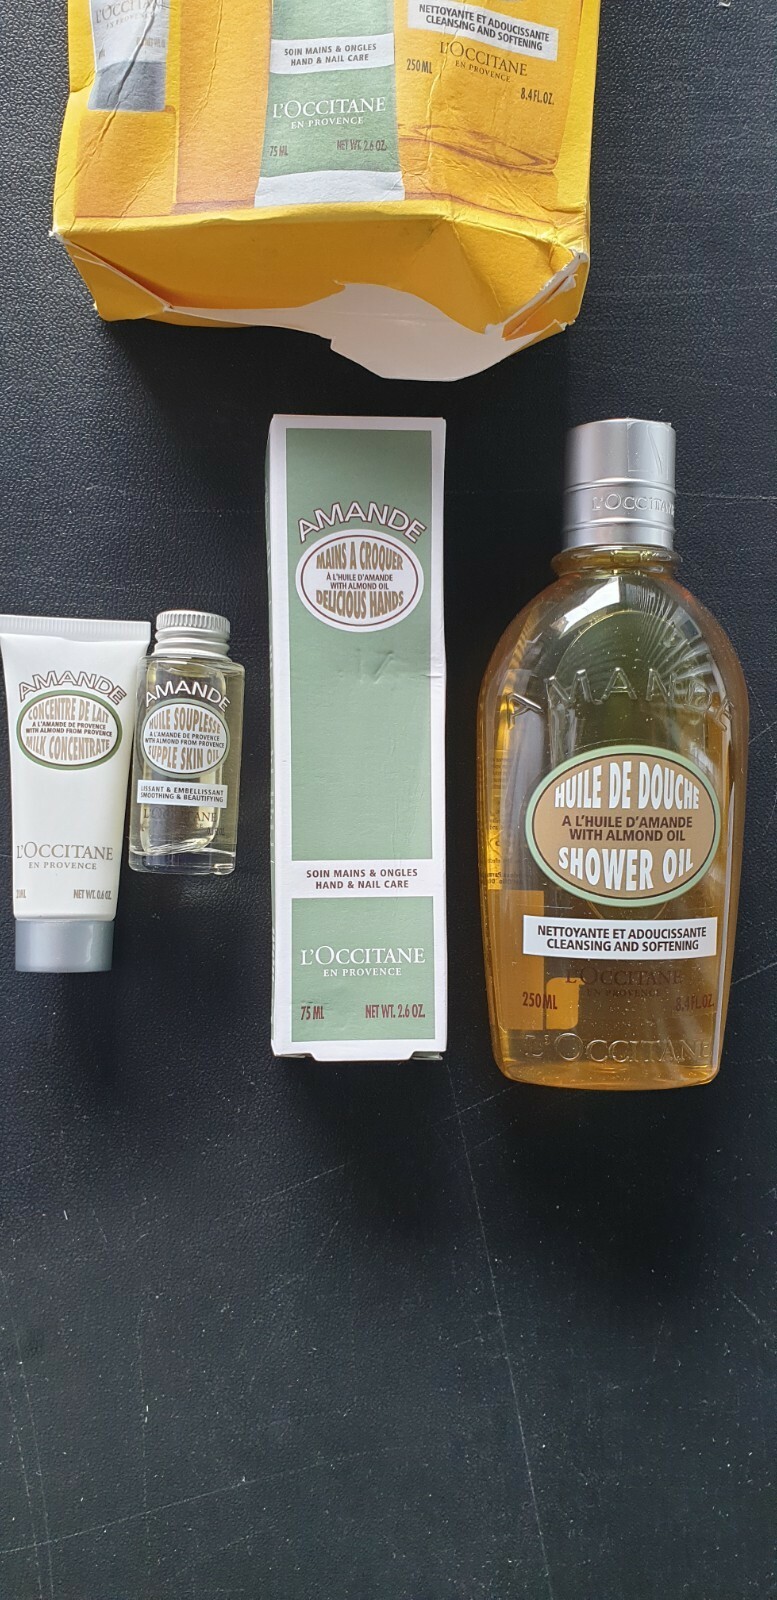 L'OCCITANE
EN PROVENCE
ML
SOIN MAINS & ONGLES
HAND & NAIL CARE
L'OCCITANE
EN PROVENCE
75 ML NET WT. 2.6 OZ.
NETTOYANTE ET ADOUCISSANTE
CLEANSING AND SOFTENING
L'OCCITANE
EN PROVENCE
250 ML
8.4 FL.OZ.
AMANDE
CONCENTRE DE LAIT
A L'AMANDE DE PROVENCE
WITH ALMOND FROM PROVENCE
MILK CONCENTRATE
L'OCCITANE
EN PROVENCE
20ML NET WT. 0.6 OZ.
AMANDE
HUILE SOUPLESSE
A L'AMANDE DE PROVENCE
WITH ALMOND FROM PROVENCE
SUPPLE SKIN OIL
LISSANT & EMBELLISSANT
SMOOTHING & BEAUTIFYING
L'OCCITANE
AMANDE
MAINS A CROQUER
À L'HUILE D'AMANDE
WITH ALMOND OIL
DELICIOUS HANDS
SOIN MAINS & ONGLES
HAND & NAIL CARE
L'OCCITANE
EN PROVENCE
75 ML NET WT. 2.6 OZ.
L'OCCITANE
AMANDE
HUILE DE DOUCHE
A L'HUILE D'AMANDE
WITH ALMOND OIL
SHOWER OIL
NETTOYANTE ET ADOUCISSANTE
CLEANSING AND SOFTENING
L'OCCITANE
EN PROVENCE
250ML 8.4 FL.OZ.
L'OCCITANE